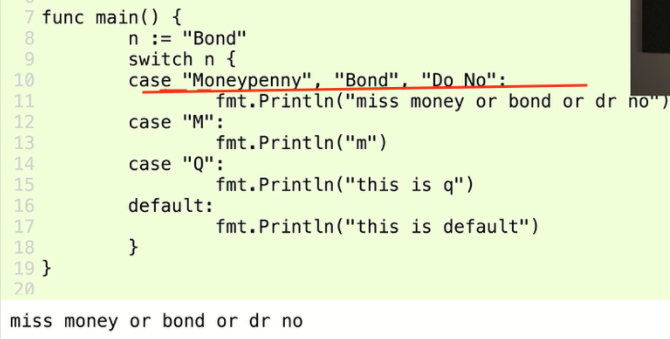 7 func main() {
8 n := "Bond"
9 switch n {
10 case "Moneypenny", "Bond", "Do No":
11 fmt.Println("miss money or bond or dr no")
12 case "M":
13 fmt.Println("m")
14 case "Q":
15 fmt.Println("this is q")
16 default:
17 fmt.Println("this is default")
18 }
19 }
20
miss money or bond or dr no